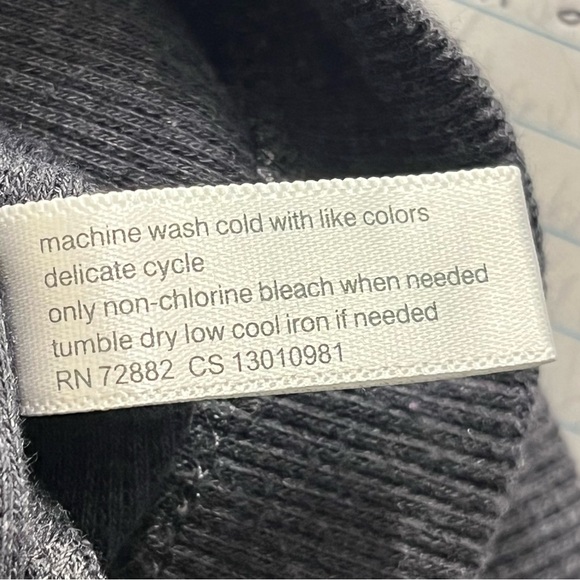 machine wash cold with like colors
delicate cycle
only non-chlorine bleach when needed
tumble dry low cool iron if needed
RN 72882 CS 13010981